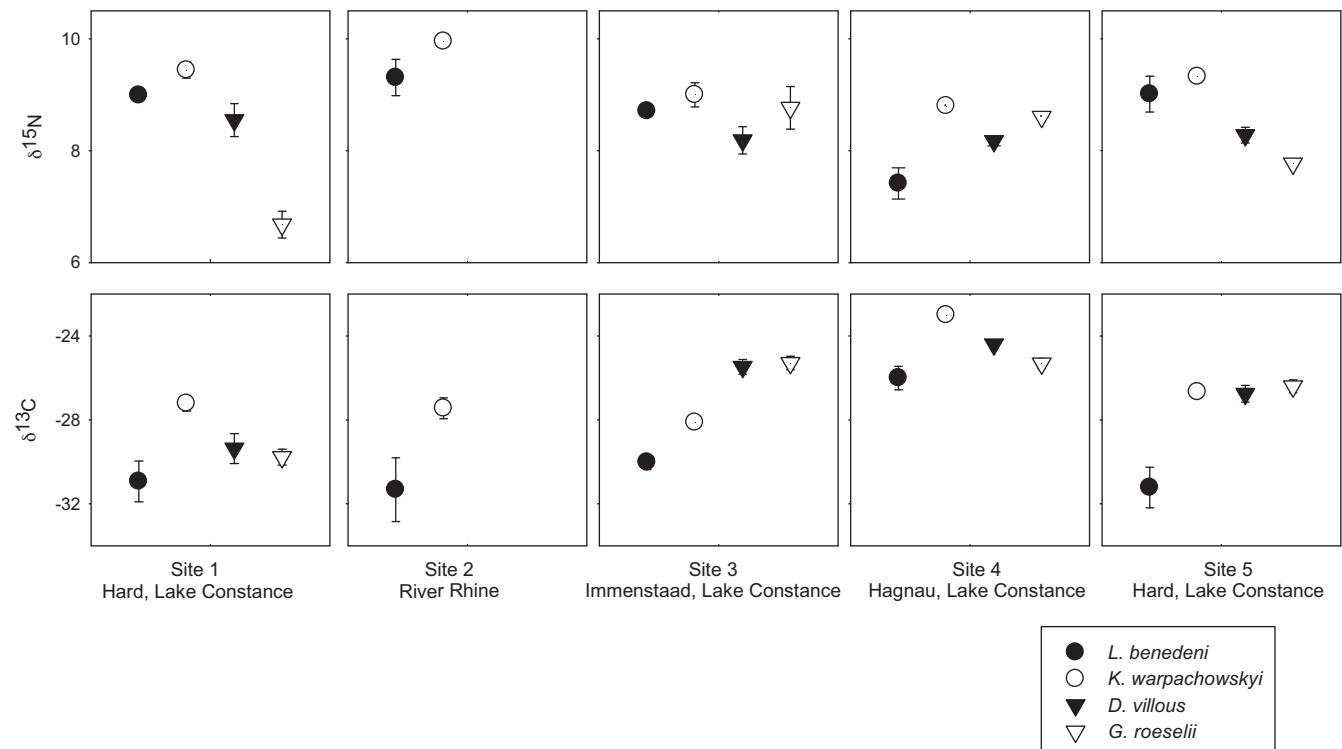 10
8
6
δ15N
-24
-28
-32
δ13C
Site 1
Hard, Lake Constance
Site 2
River Rhine
Site 3
Immenstaad, Lake Constance
Site 4
Hagnau, Lake Constance
Site 5
Hard, Lake Constance
L. benedeni
K. warpachowskyi
D. villous
G. roeselii